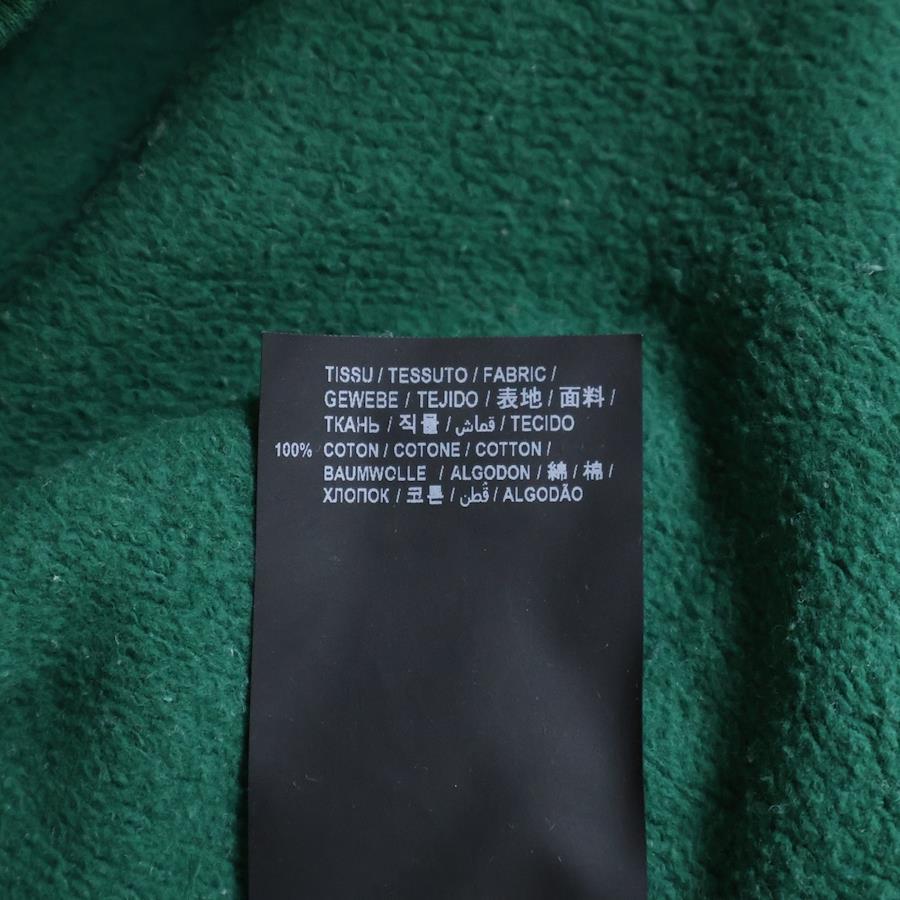 TISSU / TESSUTO / FABRIC /
GEWEBE / TEJIDO / 表地 / 面料 /
ТКАНЬ / 직물 / قماش / TECIDO
100% COTON / COTONE / COTTON /
BAUMWOLLE / ALGODON / 綿 / 棉 /
ХЛОПОК / 코튼 / قُطن / ALGODÃO